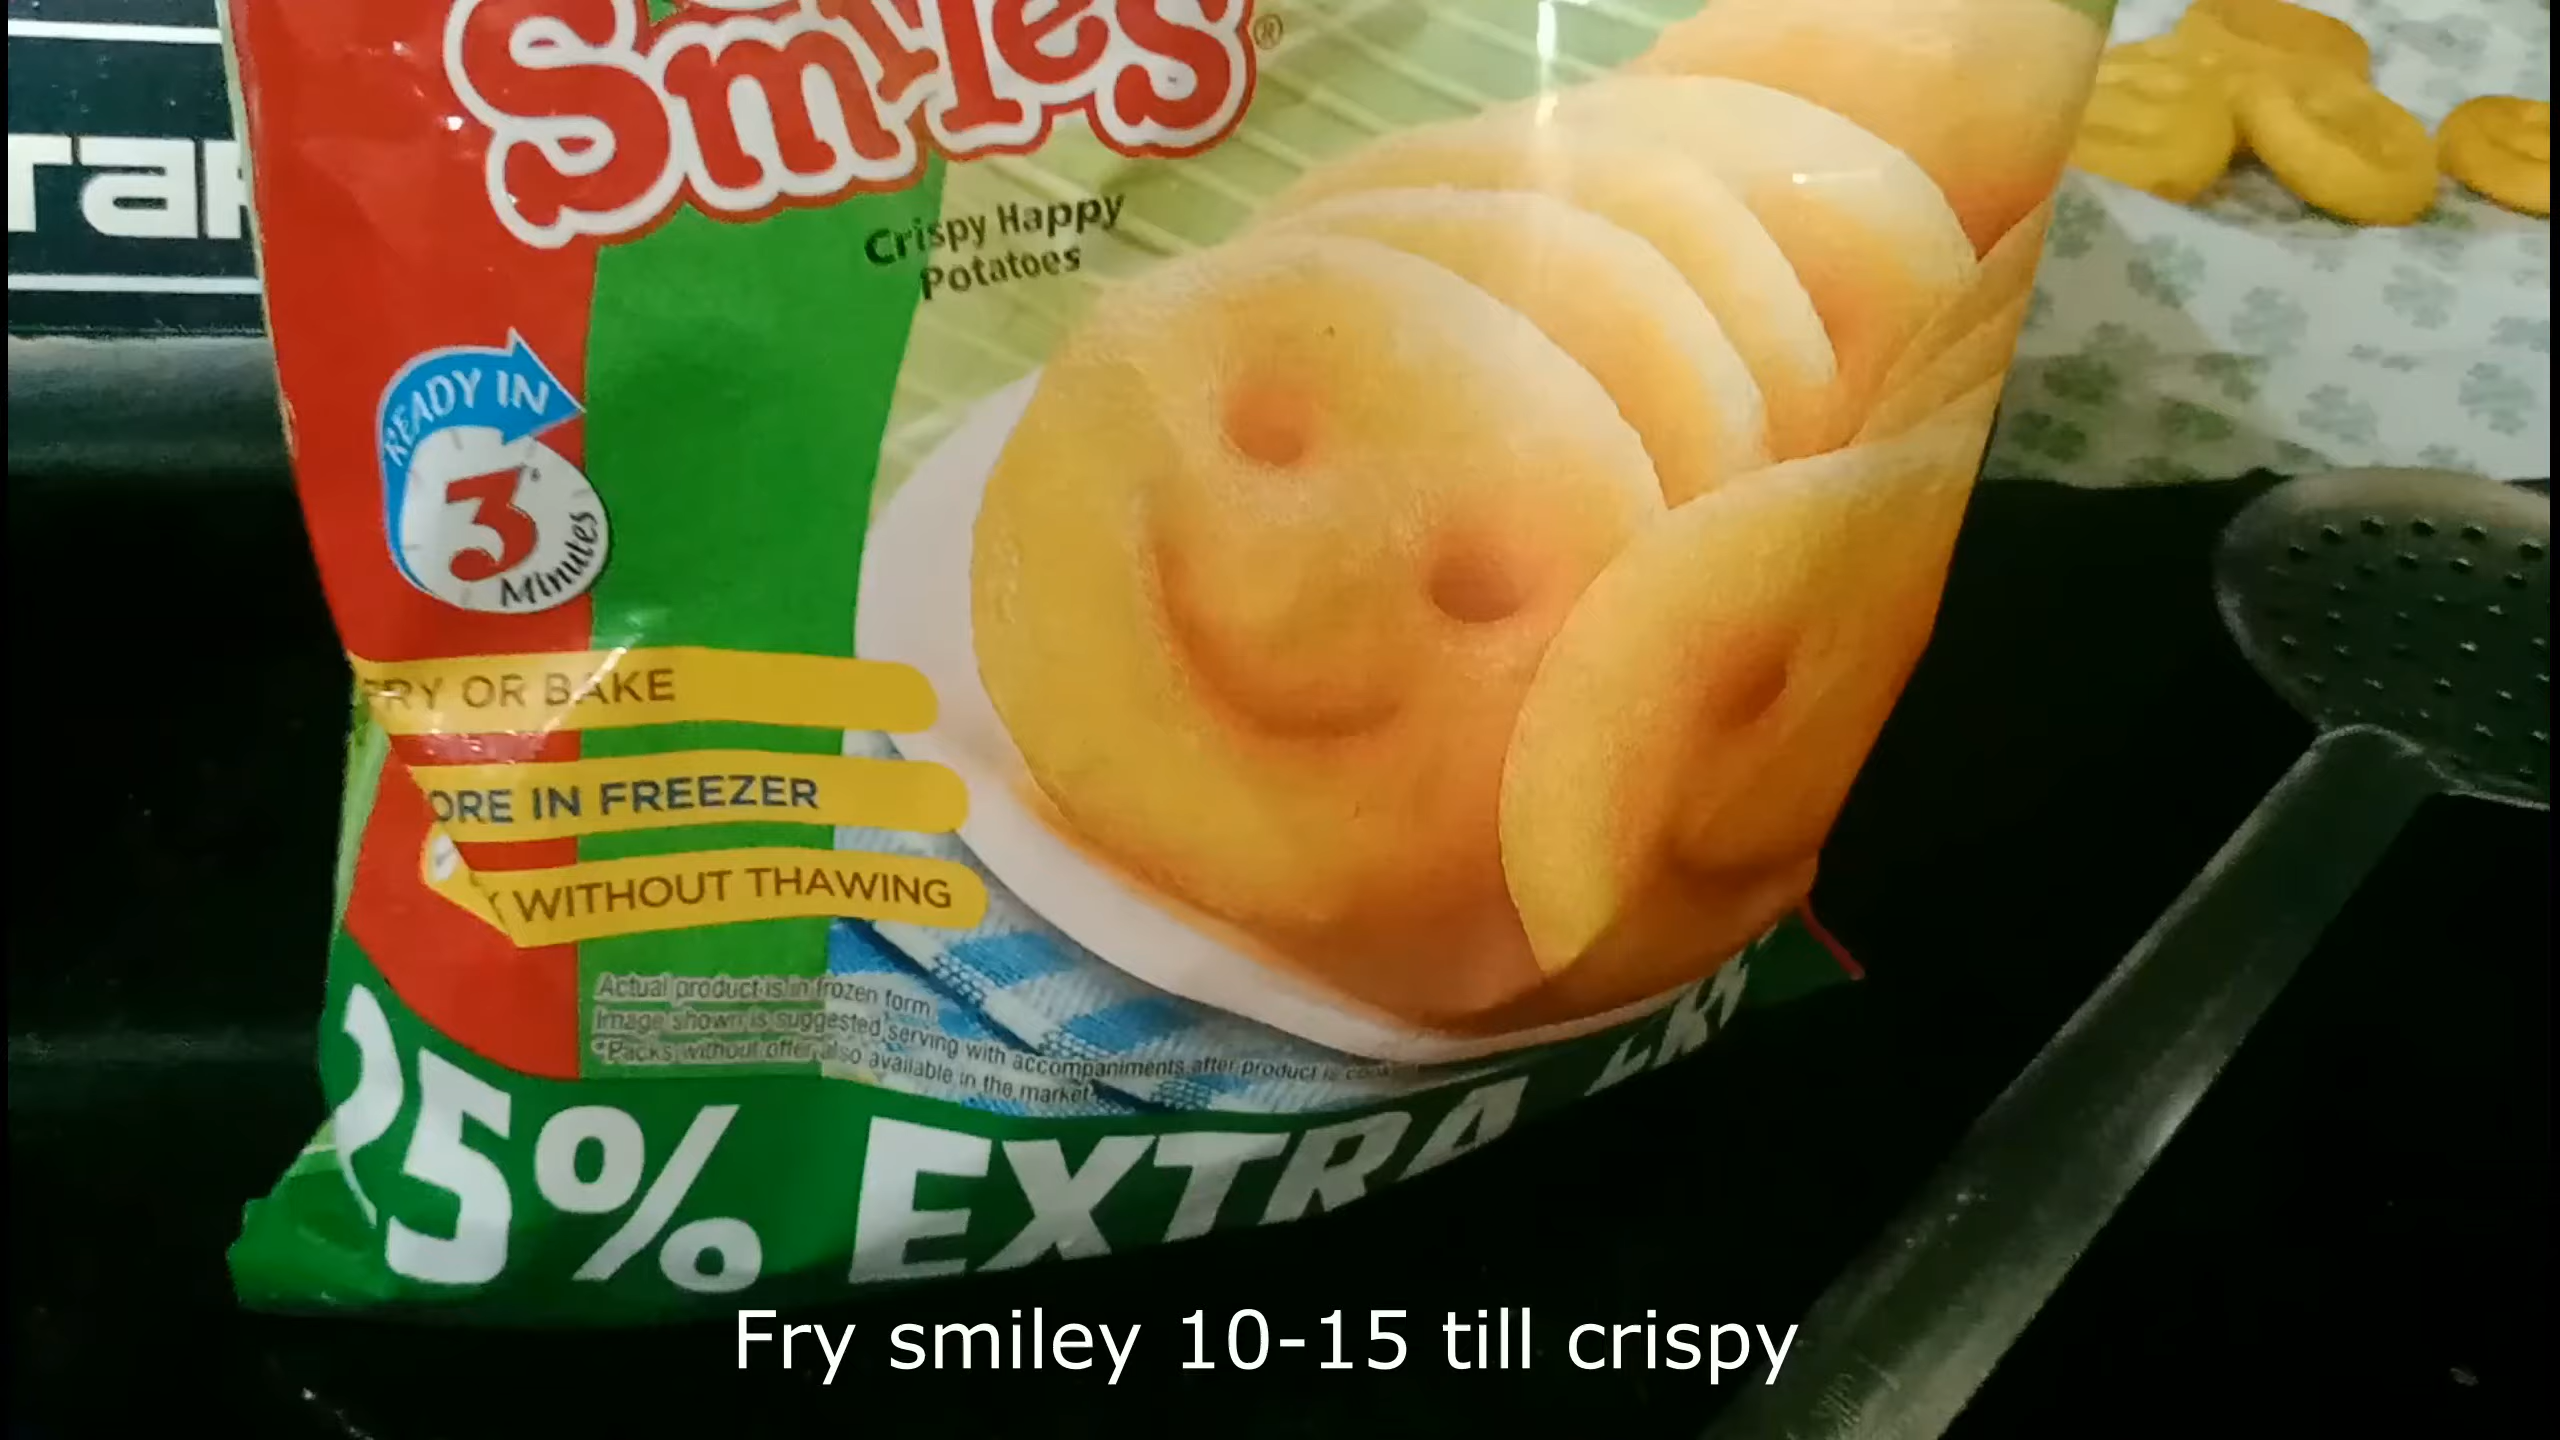 Smiles®
Crispy Happy
Potatoes
READY IN
3
Minutes
FRY OR BAKE
ORE IN FREEZER
WITHOUT THAWING
Actual product is in frozen form.
Image shown is suggested serving with accompaniments after product is
*Packs without offer also available in the market
25% EXTRA
Fry smiley 10-15 till crispy